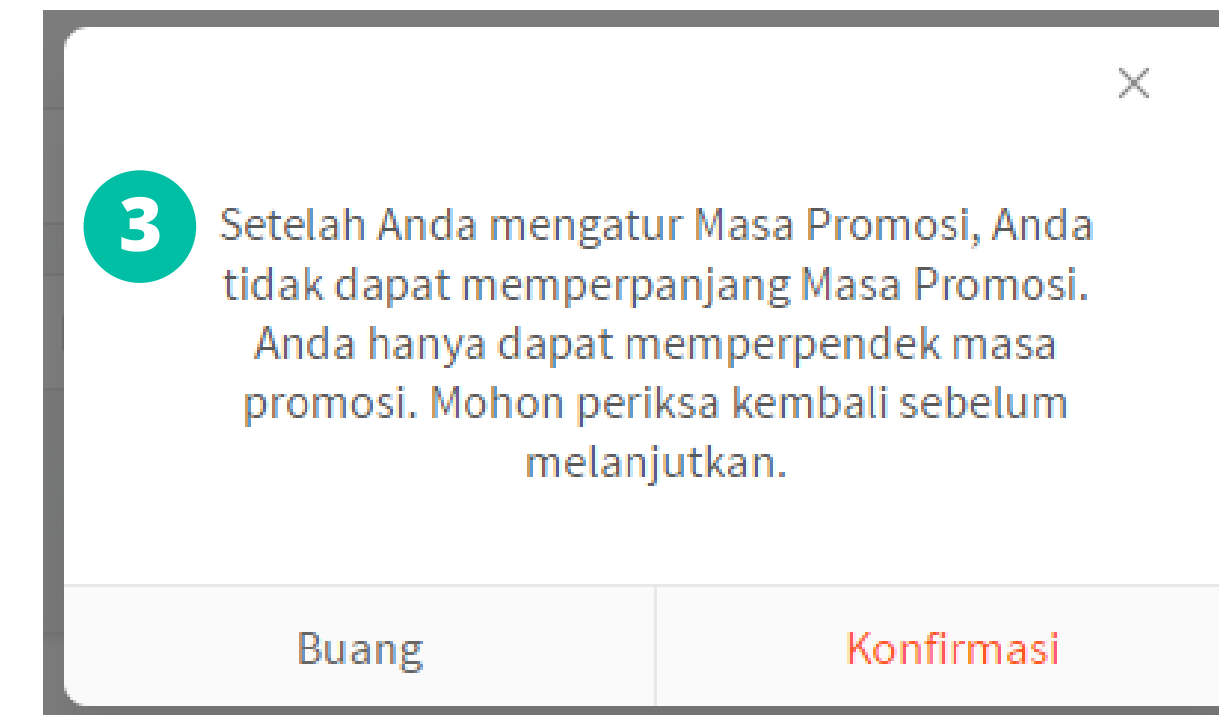 3
Setelah Anda mengatur Masa Promosi, Anda
tidak dapat memperpanjang Masa Promosi.
Anda hanya dapat memperpendek masa
promosi. Mohon periksa kembali sebelum
melanjutkan.
Buang
Konfirmasi